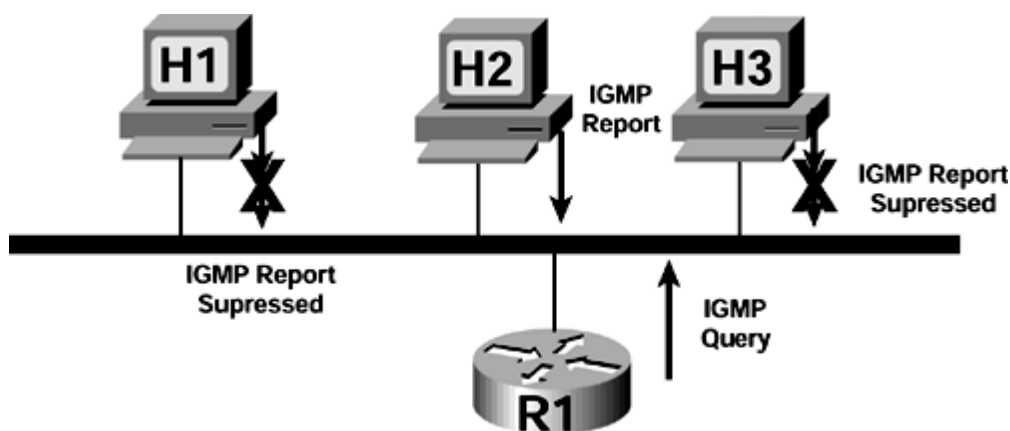 H1
H2
H3
IGMP
Report
IGMP Report
Supressed
IGMP Report
Supressed
IGMP
Query
R1